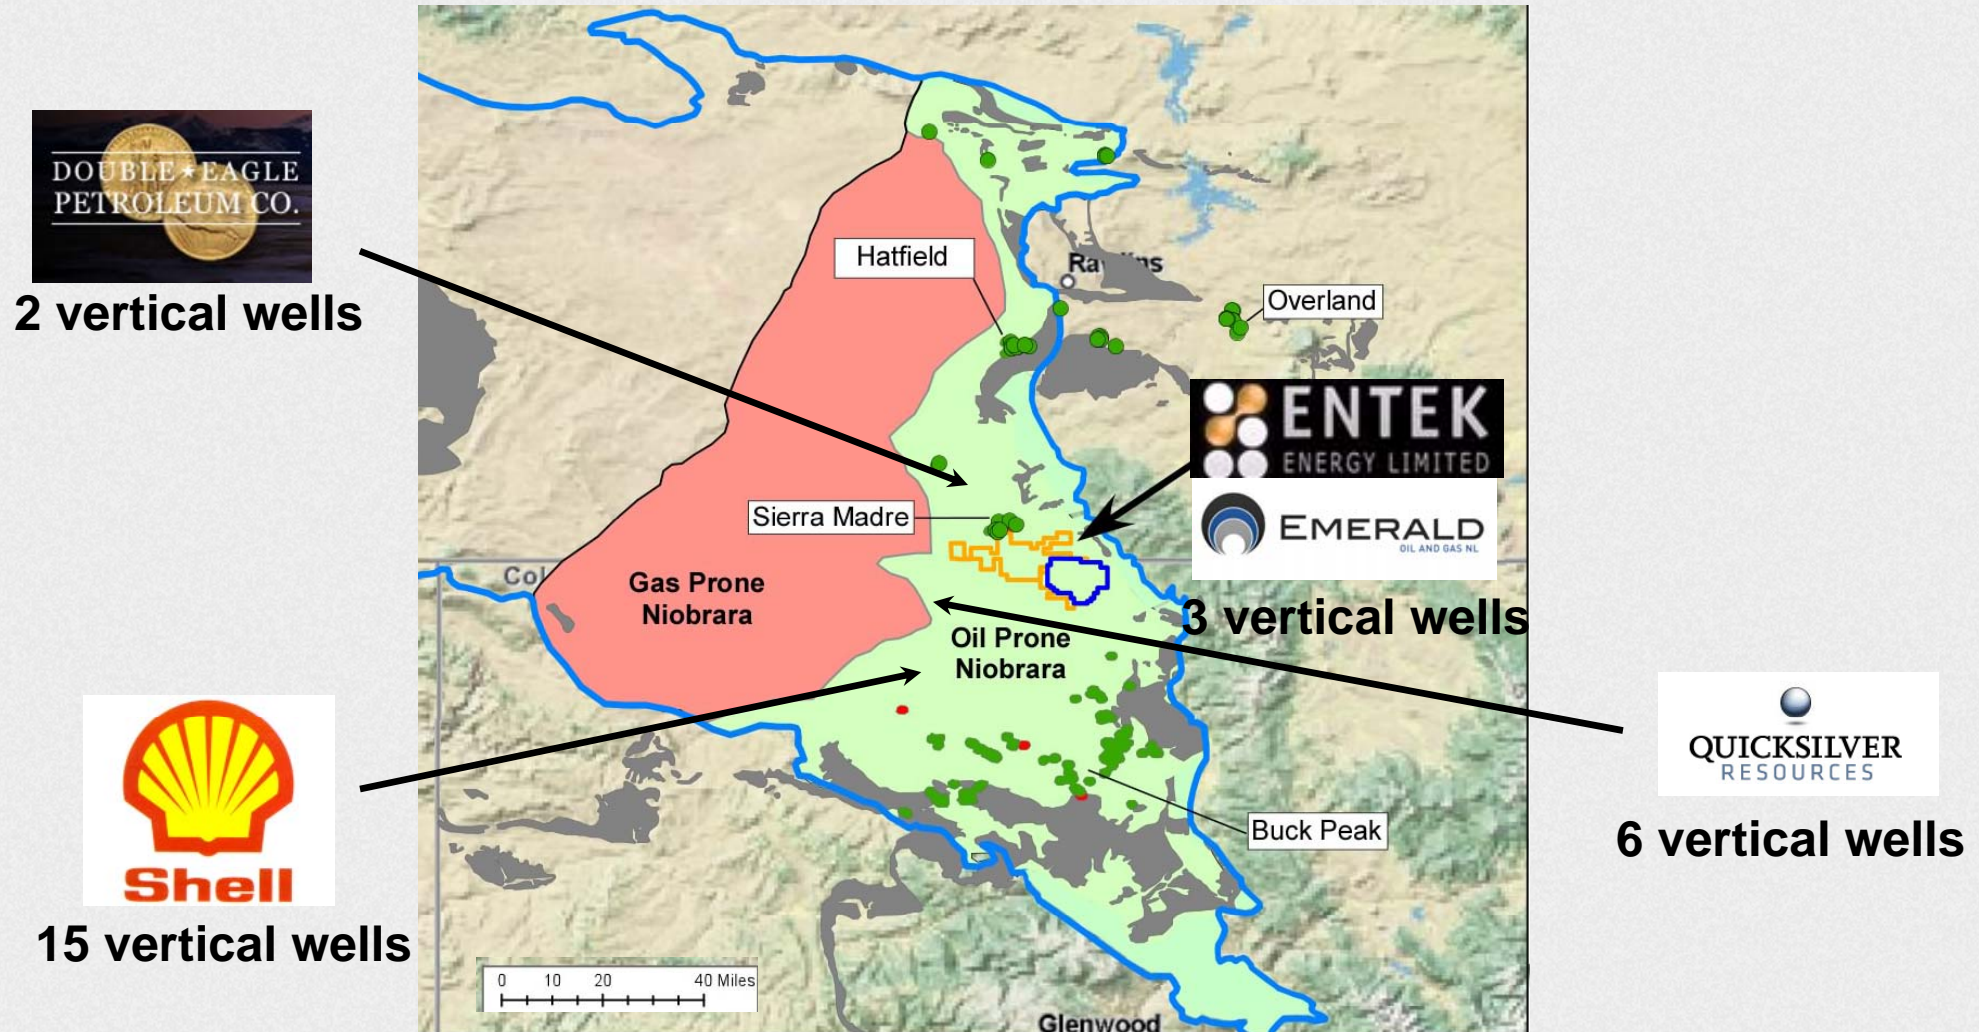 DOUBLE★EAGLE
PETROLEUM CO.
2 vertical wells
Hatfield
Overland
ENTEK
ENERGY LIMITED
EMERALD
OIL AND GAS NL
3 vertical wells
Sierra Madre
Gas Prone
Niobrara
Oil Prone
Niobrara
Shell
15 vertical wells
QUICKSILVER
RESOURCES
6 vertical wells
Buck Peak
0 10 20 40 Miles
Glenwood